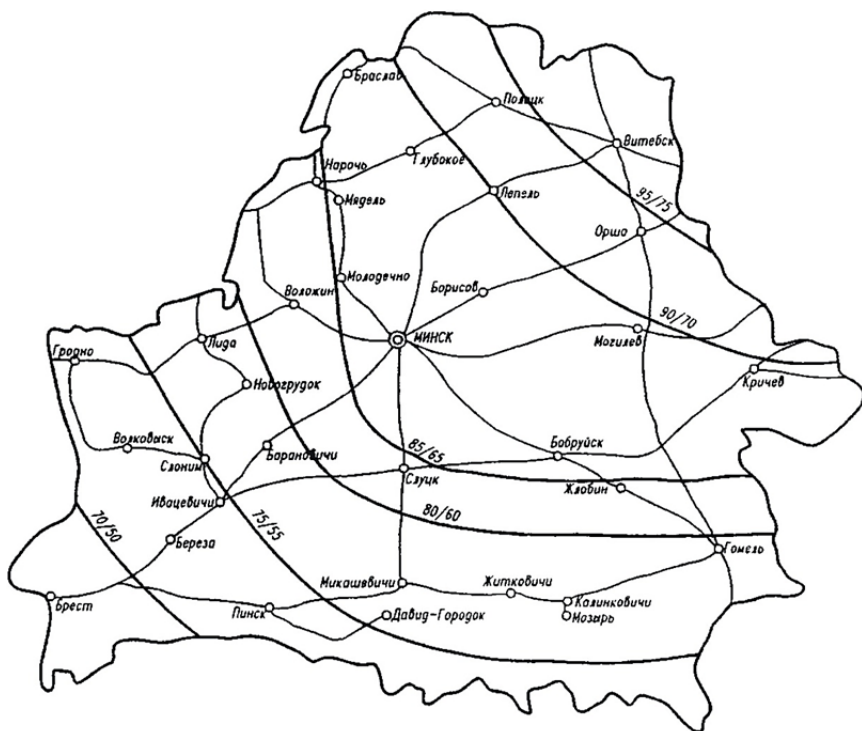 Браслав
Полацк
Витебск
Глубокое
Нарочь
Мядель
Лепель
95/75
Орша
Молодечно
Борисов
Воложин
90/70
МИНСК
Могилев
Лида
Гродно
Кричев
Новогрудок
Волковыск
Барановичи
Бобруйск
85/65
Слоним
Слуцк
Жлобин
Ивацевичи
80/60
70/50
75/55
Береза
Гомель
Микашевичи
Житковичи
Брест
Пинск
Калинковичи
Давид-Городок
Мозырь